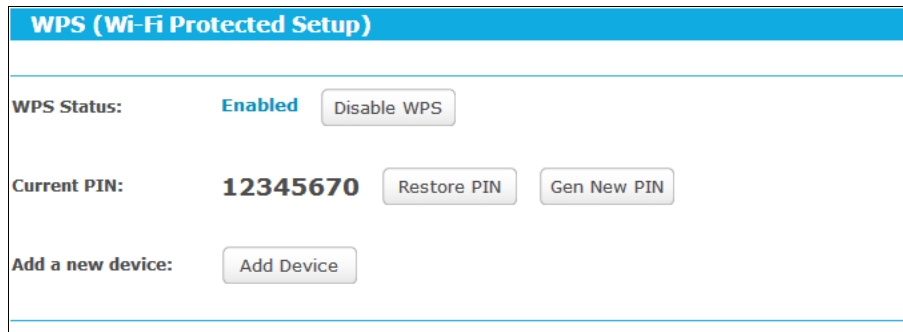 WPS (Wi-Fi Protected Setup)
WPS Status: Enabled Disable WPS
Current PIN: 12345670 Restore PIN Gen New PIN
Add a new device: Add Device